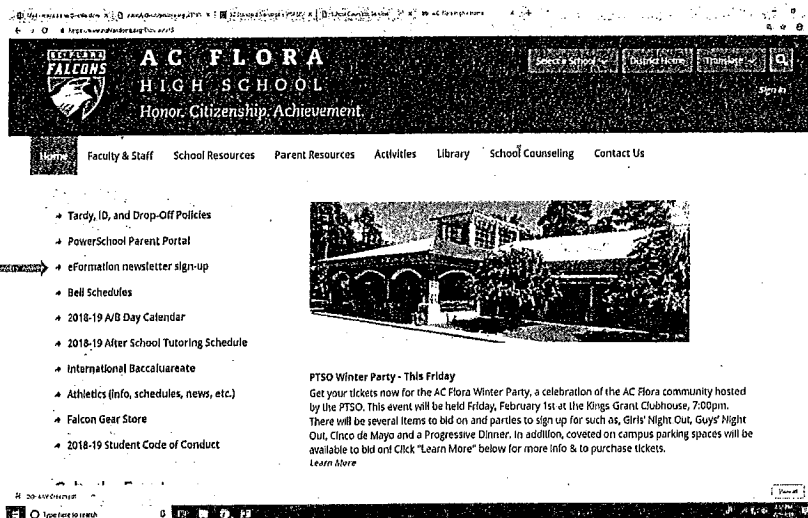 AC FLORA
FALCONS
AC FLORA
HIGH SCHOOL
Honor. Citizenship. Achievement.
Select a School
District Home
Translate
Sign In
Home Faculty & Staff School Resources Parent Resources Activities Library School Counseling Contact Us
Tardy, ID, and Drop-Off Policies
PowerSchool Parent Portal
eFormation newsletter sign-up
Bell Schedules
2018-19 A/B Day Calendar
2018-19 After School Tutoring Schedule
International Baccalaureate
Athletics (info, schedules, news, etc.)
Falcon Gear Store
2018-19 Student Code of Conduct
PTSO Winter Party - This Friday
Get your tickets now for the AC Flora Winter Party, a celebration of the AC Flora community hosted
by the PTSO. This event will be held Friday, February 1st at the Kings Grant Clubhouse, 7:00pm.
There will be several items to bid on and parties to sign up for such as, Girls' Night Out, Guys' Night
Out, Cinco de Mayo and a Progressive Dinner. In addition, coveted on campus parking spaces will be
available to bid on! Click "Learn More" below for more info & to purchase tickets.
Learn More
Type here to search